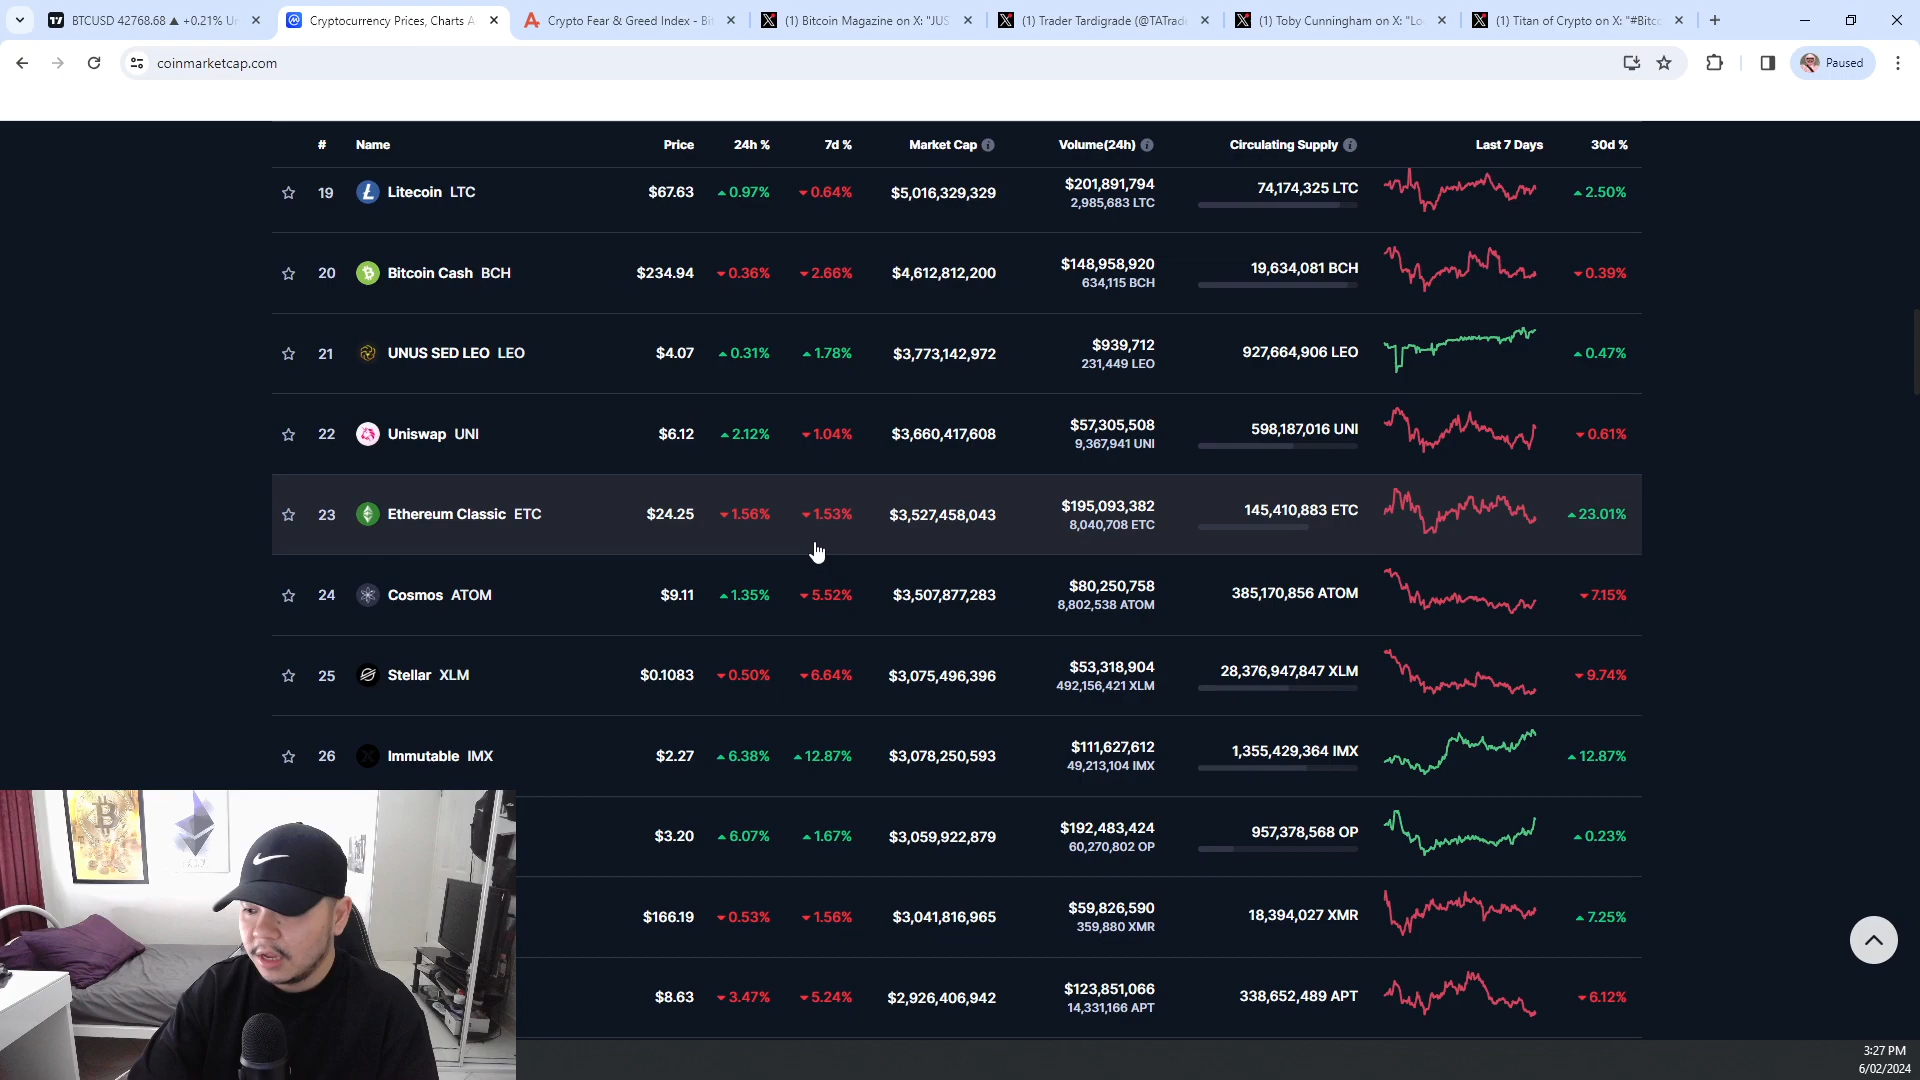 BTCUSD 42768.68 ▲ +0.21% Un
Cryptocurrency Prices, Charts A
Crypto Fear & Greed Index - Bit
(1) Bitcoin Magazine on X: "JUS
(1) Trader Tardigrade (@TATrade
(1) Toby Cunningham on X: "Lo
(1) Titan of Crypto on X: "#Bitc
coinmarketcap.com
Paused
# Name Price 24h % 7d % Market Cap Volume(24h) Circulating Supply Last 7 Days 30d %
19 Litecoin LTC $67.63 0.97% 0.64% $5,016,329,329 $201,891,794 74,174,325 LTC 2.50%
2,985,683 LTC
20 Bitcoin Cash BCH $234.94 0.36% 2.66% $4,612,812,200 $148,958,920 19,634,081 BCH 0.39%
634,115 BCH
21 UNUS SED LEO LEO $4.07 0.31% 1.78% $3,773,142,972 $939,712 927,664,906 LEO 0.47%
231,449 LEO
22 Uniswap UNI $6.12 2.12% 1.04% $3,660,417,608 $57,305,508 598,187,016 UNI 0.61%
9,367,941 UNI
23 Ethereum Classic ETC $24.25 1.56% 1.53% $3,527,458,043 $195,093,382 145,410,883 ETC 23.01%
8,040,708 ETC
24 Cosmos ATOM $9.11 1.35% 5.52% $3,507,877,283 $80,250,758 385,170,856 ATOM 7.15%
8,802,538 ATOM
25 Stellar XLM $0.1083 0.50% 6.64% $3,075,496,396 $53,318,904 28,376,947,847 XLM 9.74%
492,156,421 XLM
26 Immutable IMX $2.27 6.38% 12.87% $3,078,250,593 $111,627,612 1,355,429,364 IMX 12.87%
49,213,104 IMX
$3.20 6.07% 1.67% $3,059,922,879 $192,483,424 957,378,568 OP 0.23%
60,270,802 OP
$166.19 0.53% 1.56% $3,041,816,965 $59,826,590 18,394,027 XMR 7.25%
359,880 XMR
$8.63 3.47% 5.24% $2,926,406,942 $123,851,066 338,652,489 APT 6.12%
14,331,166 APT
3:27 PM
6/02/2024